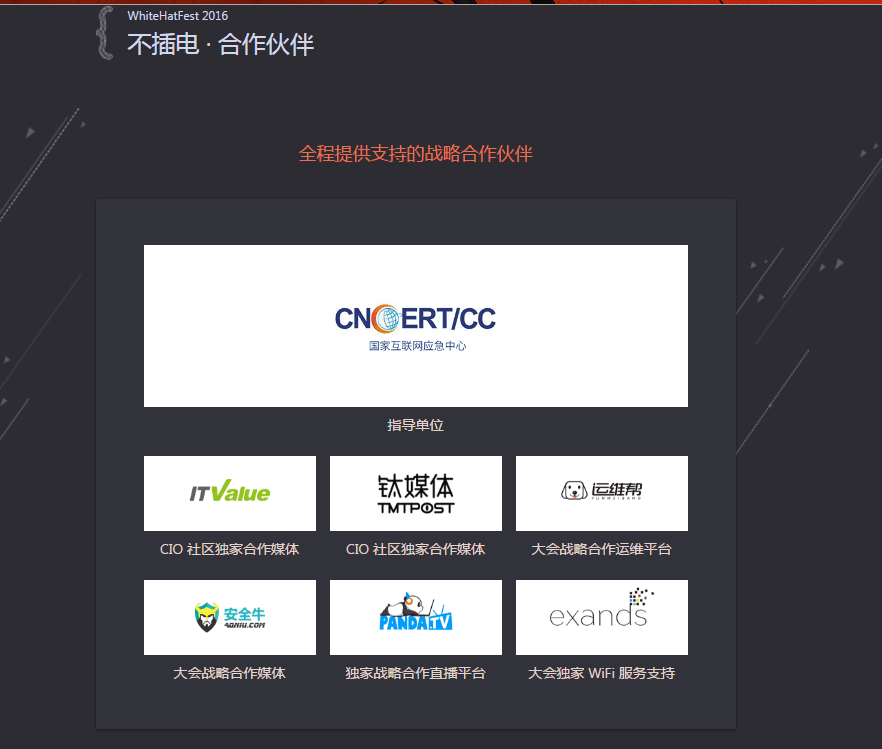 WhiteHatFest 2016
不插电 · 合作伙伴
全程提供支持的战略合作伙伴
CNCERT/CC
国家互联网应急中心
指导单位
ITValue
钛媒体
TMTPOST
运维帮
YUNWEIBANG
CIO 社区独家合作媒体
CIO 社区独家合作媒体
大会战略合作运维平台
安全牛
AQNIU.COM
PANDATV
exands
大会战略合作媒体
独家战略合作直播平台
大会独家 WiFi 服务支持